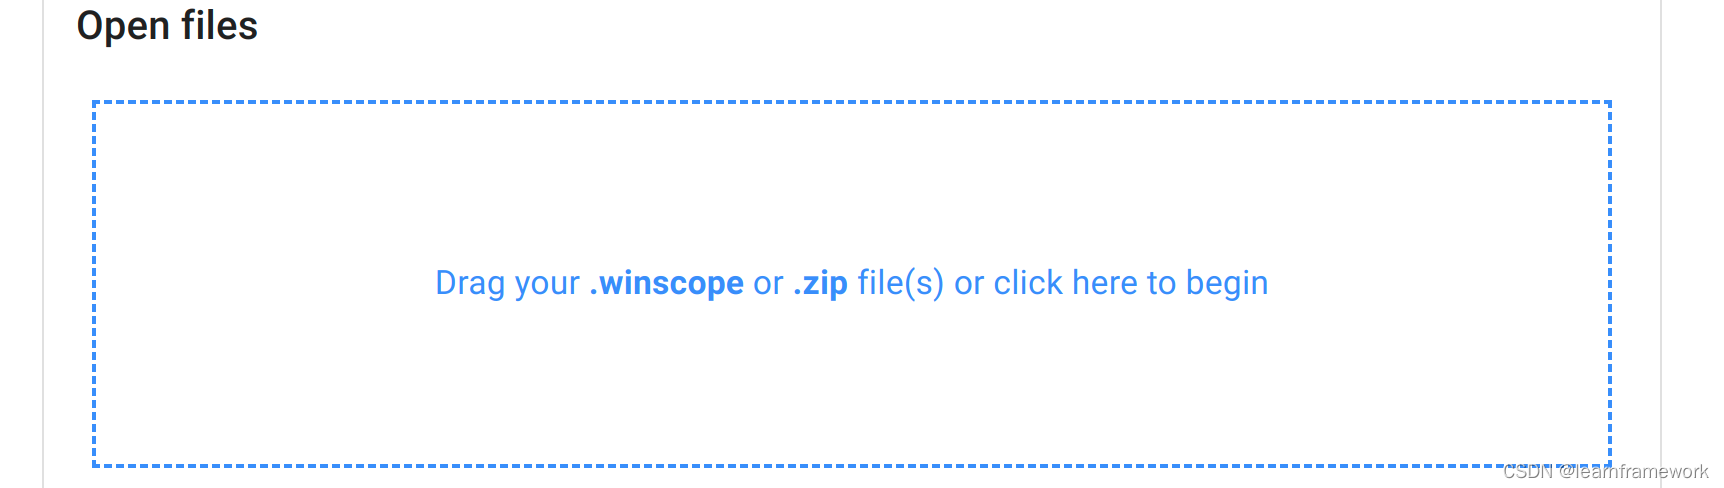 Open files
Drag your .winscope or .zip file(s) or click here to begin
CSDN @learnframework